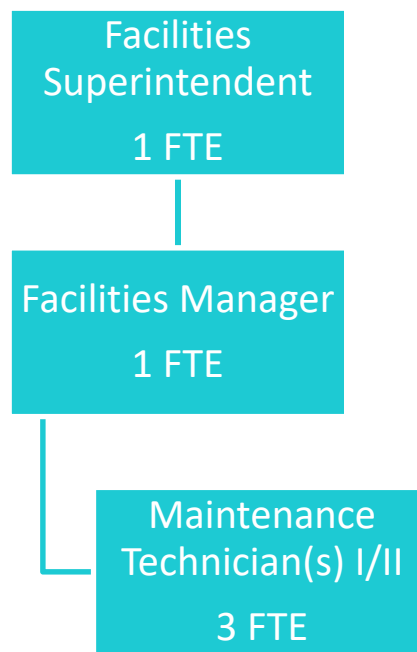 Facilities
Superintendent
1 FTE
Facilities Manager
1 FTE
Maintenance
Technician(s) I/II
3 FTE